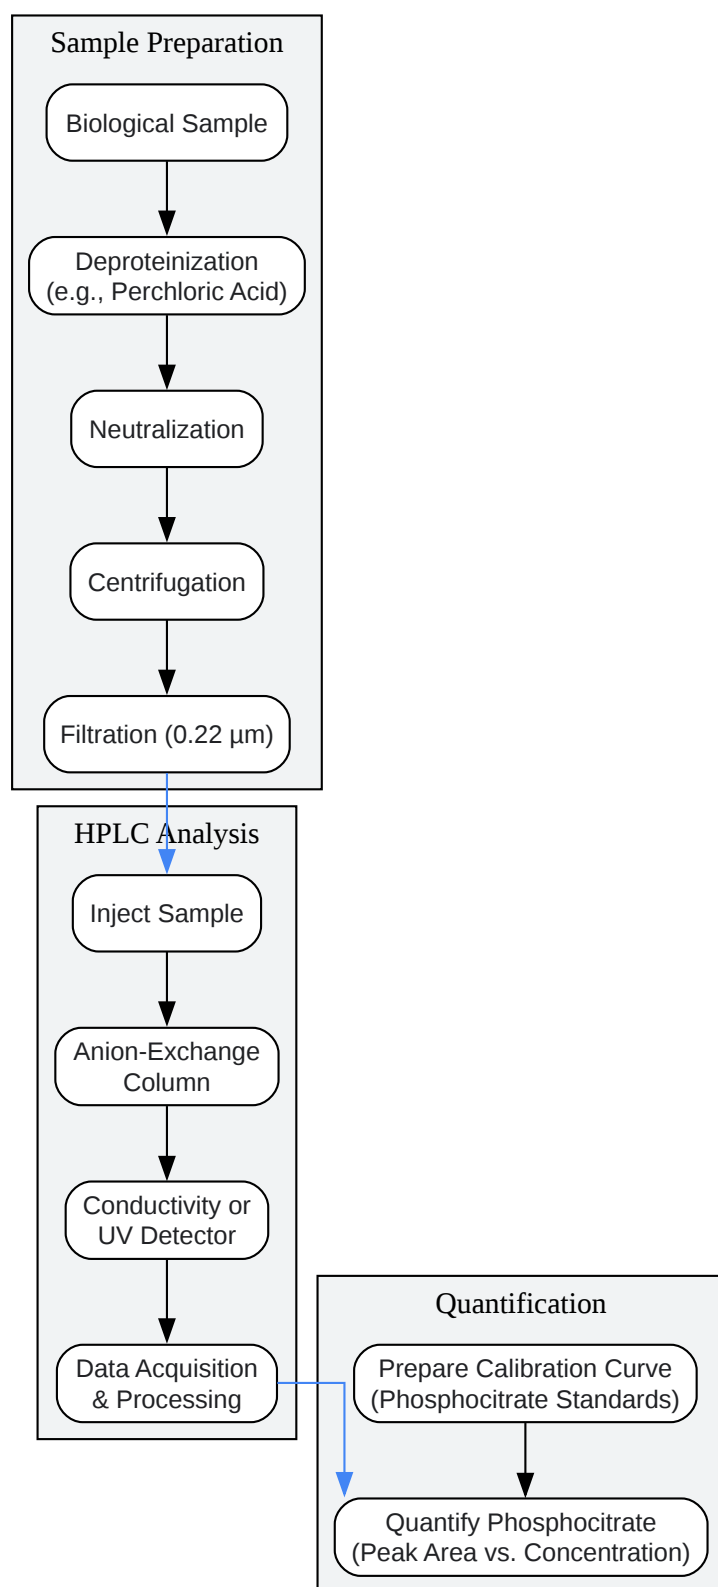 Sample Preparation
Biological Sample
Deproteinization
(e.g., Perchloric Acid)
Neutralization
Centrifugation
Filtration (0.22 µm)
HPLC Analysis
Inject Sample
Anion-Exchange
Column
Conductivity or
UV Detector
Data Acquisition
& Processing
Quantification
Prepare Calibration Curve
(Phosphocitrate Standards)
Quantify Phosphocitrate
(Peak Area vs. Concentration)